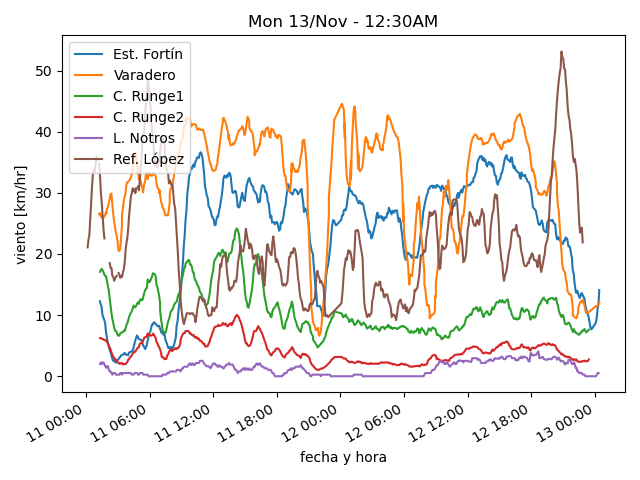 Mon 13/Nov - 12:30AM
Est. Fortín
Varadero
C. Runge1
C. Runge2
L. Notros
Ref. López
viento [km/hr]
50
40
30
20
10
0
11 00:00
11 06:00
11 12:00
11 18:00
12 00:00
12 06:00
12 12:00
12 18:00
13 00:00
fecha y hora